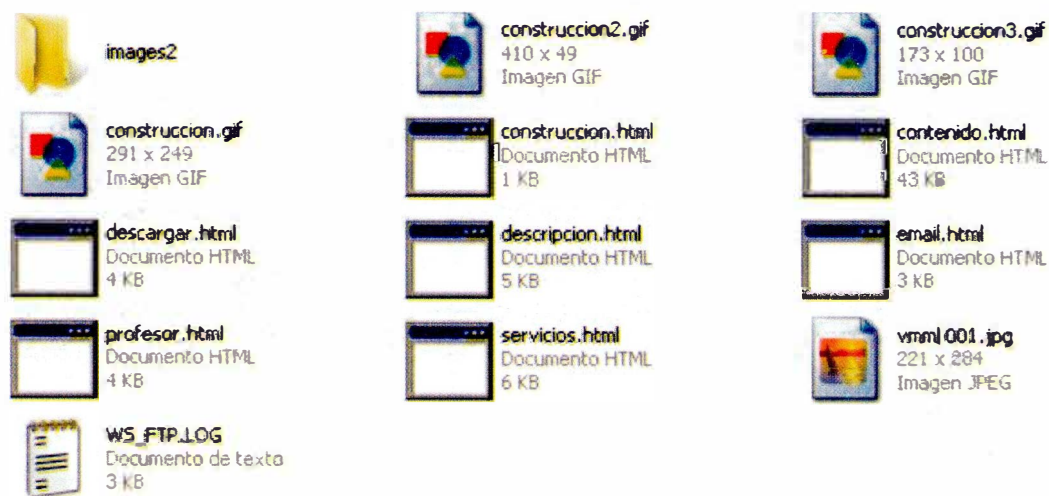 images2
construccion2.gif
410 x 49
Imagen GIF
construccion3.gif
173 x 100
Imagen GIF
construccion.gif
291 x 249
Imagen GIF
construccion.html
Documento HTML
1 KB
contenido.html
Documento HTML
43 KB
descargar.html
Documento HTML
4 KB
descripcion.html
Documento HTML
5 KB
email.html
Documento HTML
3 KB
profesor.html
Documento HTML
4 KB
servicios.html
Documento HTML
6 KB
vmml001.jpg
221 x 284
Imagen JPEG
WS_FTP.LOG
Documento de texto
3 KB